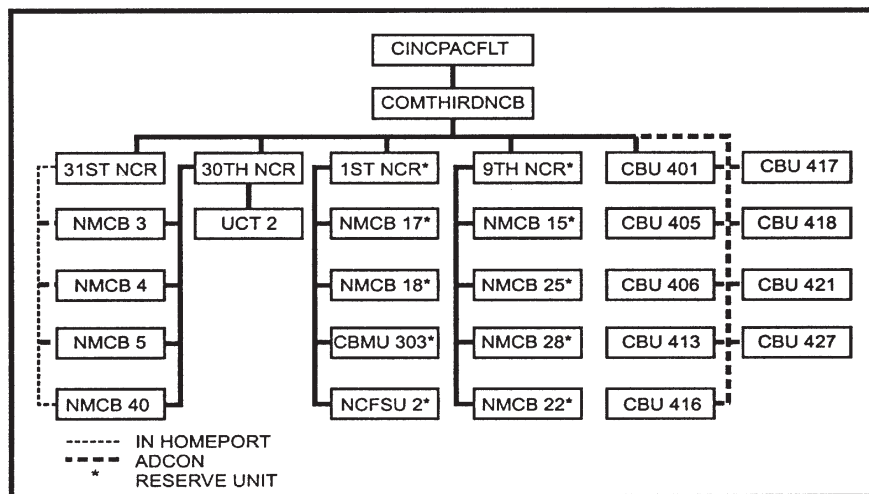 CINCPACFLT
COMTHIRDNCB
31ST NCR
30TH NCR
1ST NCR*
9TH NCR*
CBU 401
CBU 417
NMCB 3
UCT 2
NMCB 17*
NMCB 15*
CBU 405
CBU 418
NMCB 4
NMCB 18*
NMCB 25*
CBU 406
CBU 421
NMCB 5
CBMU 303*
NMCB 28*
CBU 413
CBU 427
NMCB 40
NCFSU 2*
NMCB 22*
CBU 416
IN HOMEPORT
ADCON
* RESERVE UNIT